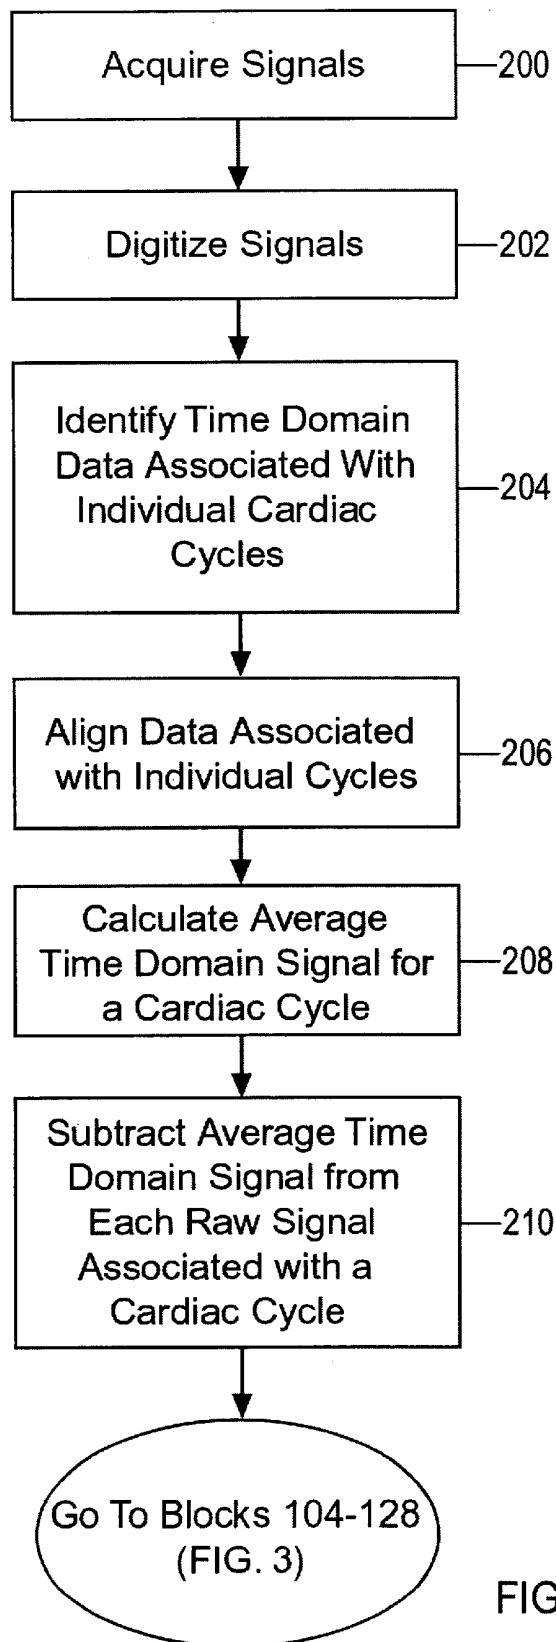 Acquire Signals
200
Digitize Signals
202
Identify Time Domain
Data Associated With
Individual Cardiac
Cycles
204
Align Data Associated
with Individual Cycles
206
Calculate Average
Time Domain Signal for
a Cardiac Cycle
208
Subtract Average Time
Domain Signal from
Each Raw Signal
Associated with a
Cardiac Cycle
210
Go To Blocks 104-128
(FIG. 3)
FIG